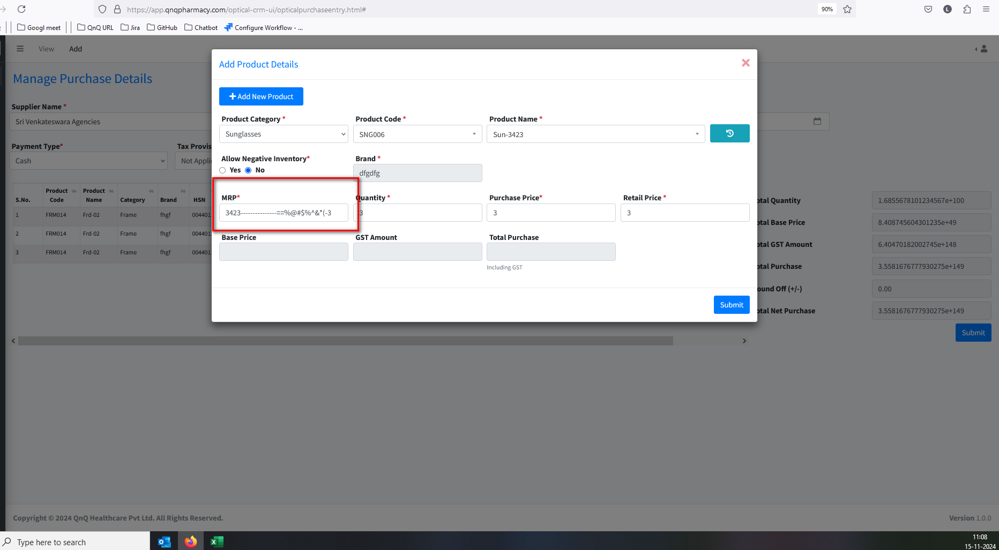 https://app.qnqpharmacy.com/optical-crm-ui/opticalpurchaseentry.html#
90%
L
Googl meet
QnQ URL
Jira
GitHub
Chatbot
Configure Workflow - ...
View
Add
Manage Purchase Details
Supplier Name *
Sri Venkateswara Agencies
Payment Type*
Cash
Tax Provis
Not Appli
S.No.
Product Code
Product Name
Category
Brand
HSN
1 FRM014 Frd-02 Frame fhgf 004401
2 FRM014 Frd-02 Frame fhgf 004401
3 FRM014 Frd-02 Frame fhgf 004401
Add Product Details
Add New Product
Product Category *
Sunglasses
Product Code *
SNG006
Product Name *
Sun-3423
Allow Negative Inventory*
Yes
No
Brand *
dfgdfg
MRP*
3423---------------==%@#$%^&*(-3
Quantity *
3
Purchase Price*
3
Retail Price *
3
Base Price
GST Amount
Total Purchase
Including GST
Submit
otal Quantity
1.6855678101234567e+100
otal Base Price
8.408745604301235e+49
otal GST Amount
6.40470182002745e+148
otal Purchase
3.5581676777930275e+149
ound Off (+/-)
0.00
otal Net Purchase
3.5581676777930275e+149
Submit
Copyright © 2024 QnQ Healthcare Pvt Ltd. All Rights Reserved.
Version 1.0.0
Type here to search
11:08
15-11-2024